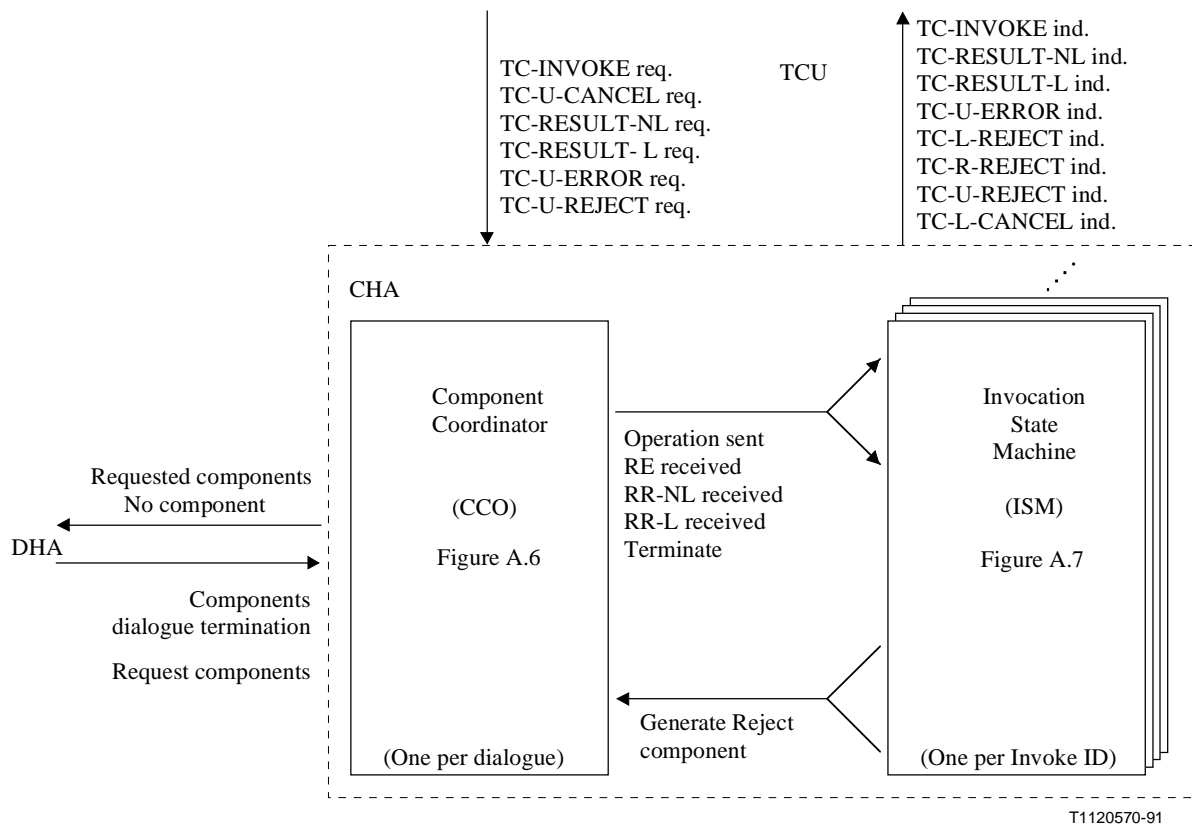 TC-INVOKE req.
TC-U-CANCEL req.
TC-RESULT-NL req.
TC-RESULT- L req.
TC-U-ERROR req.
TC-U-REJECT req.
TCU
TC-INVOKE ind.
TC-RESULT-NL ind.
TC-RESULT-L ind.
TC-U-ERROR ind.
TC-L-REJECT ind.
TC-R-REJECT ind.
TC-U-REJECT ind.
TC-L-CANCEL ind.
CHA
Component
Coordinator
(CCO)
Figure A.6
(One per dialogue)
Operation sent
RE received
RR-NL received
RR-L received
Terminate
Invocation
State
Machine
(ISM)
Figure A.7
(One per Invoke ID)
Requested components
No component
DHA
Components
dialogue termination
Request components
Generate Reject
component
T1120570-91